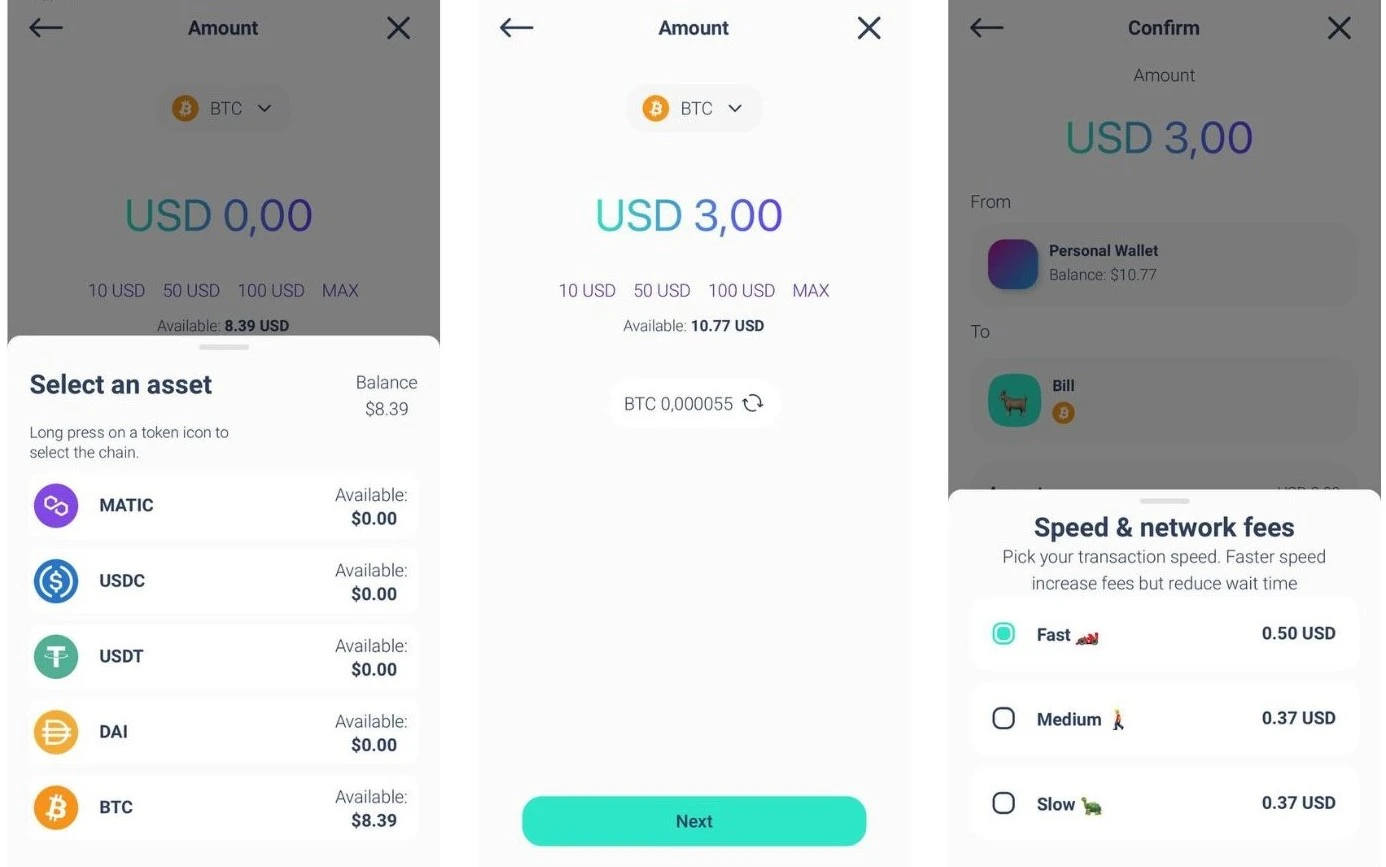 Amount
BTC
USD 0,00
10 USD 50 USD 100 USD MAX
Available: 8.39 USD
Select an asset
Balance
$8.39
Long press on a token icon to
select the chain.
MATIC
Available:
$0.00
USDC
Available:
$0.00
USDT
Available:
$0.00
DAI
Available:
$0.00
BTC
Available:
$8.39
Amount
BTC
USD 3,00
10 USD 50 USD 100 USD MAX
Available: 10.77 USD
BTC 0,000055
Next
Confirm
Amount
USD 3,00
From
Personal Wallet
Balance: $10.77
To
Bill
Speed & network fees
Pick your transaction speed. Faster speed
increase fees but reduce wait time
Fast 0.50 USD
Medium 0.37 USD
Slow 0.37 USD